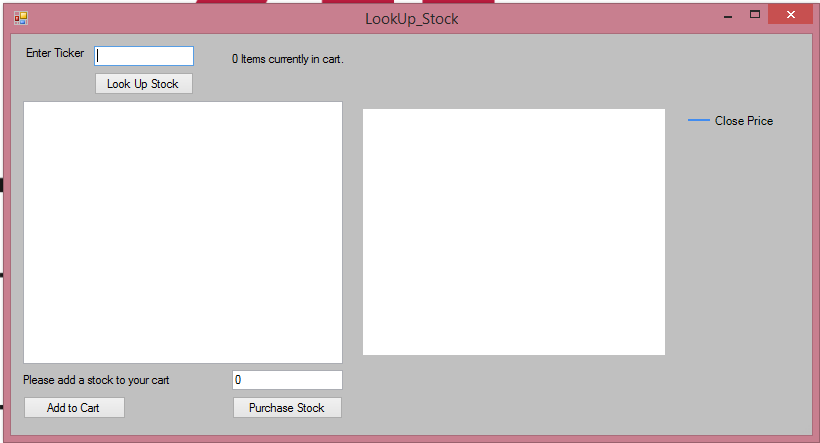 LookUp_Stock
Enter Ticker
0 Items currently in cart.
Look Up Stock
Close Price
Please add a stock to your cart
0
Add to Cart
Purchase Stock